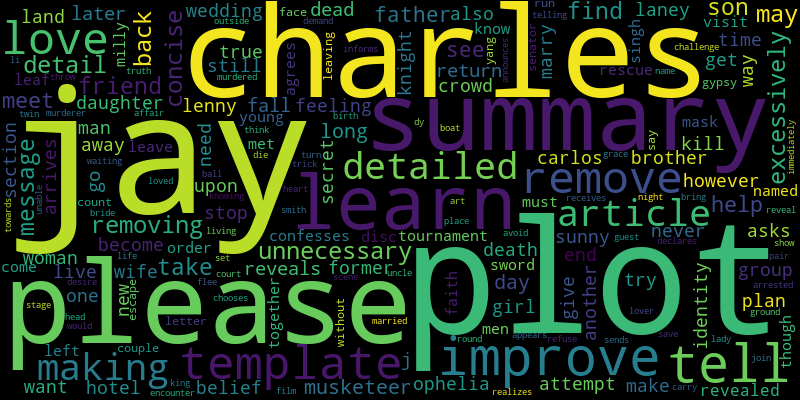 land later wedding face dead outside demand father also know telling run find laney son may
love milly true back concise knight charles visit
detail leaf friend still see yang senator return informs get time singh marry rescue challenge
meet daughter lenny fall feeling agrees leaving crowd murdered way gypsy name excessively
li throw twin truth murderer affair man away leave upon young met birth think long mask summary
jay message section need secret dy boat say kill announces
waiting die trick turn detailed carlos brother however named immediately
towards unable arrives go count loved ball heart stop learn remove grace must
mask living knowing smith art place sunny receives never night help bring reveal
removing become order confesses disc tournament article asks show
woman bride unnecessary death avoid guest declares pair
come live wife take reveals former end sword day woman group arrested
one new escape life set court uncle together faith girl give another identity try plan though
please plot
stage desire flee chooses scene without men round appears refuse lover save lady ground
head would letter married belief template improve tell
left couple king film j musketeer ophelia sends attempt make join carry revealed
want making hotel encounter realizes